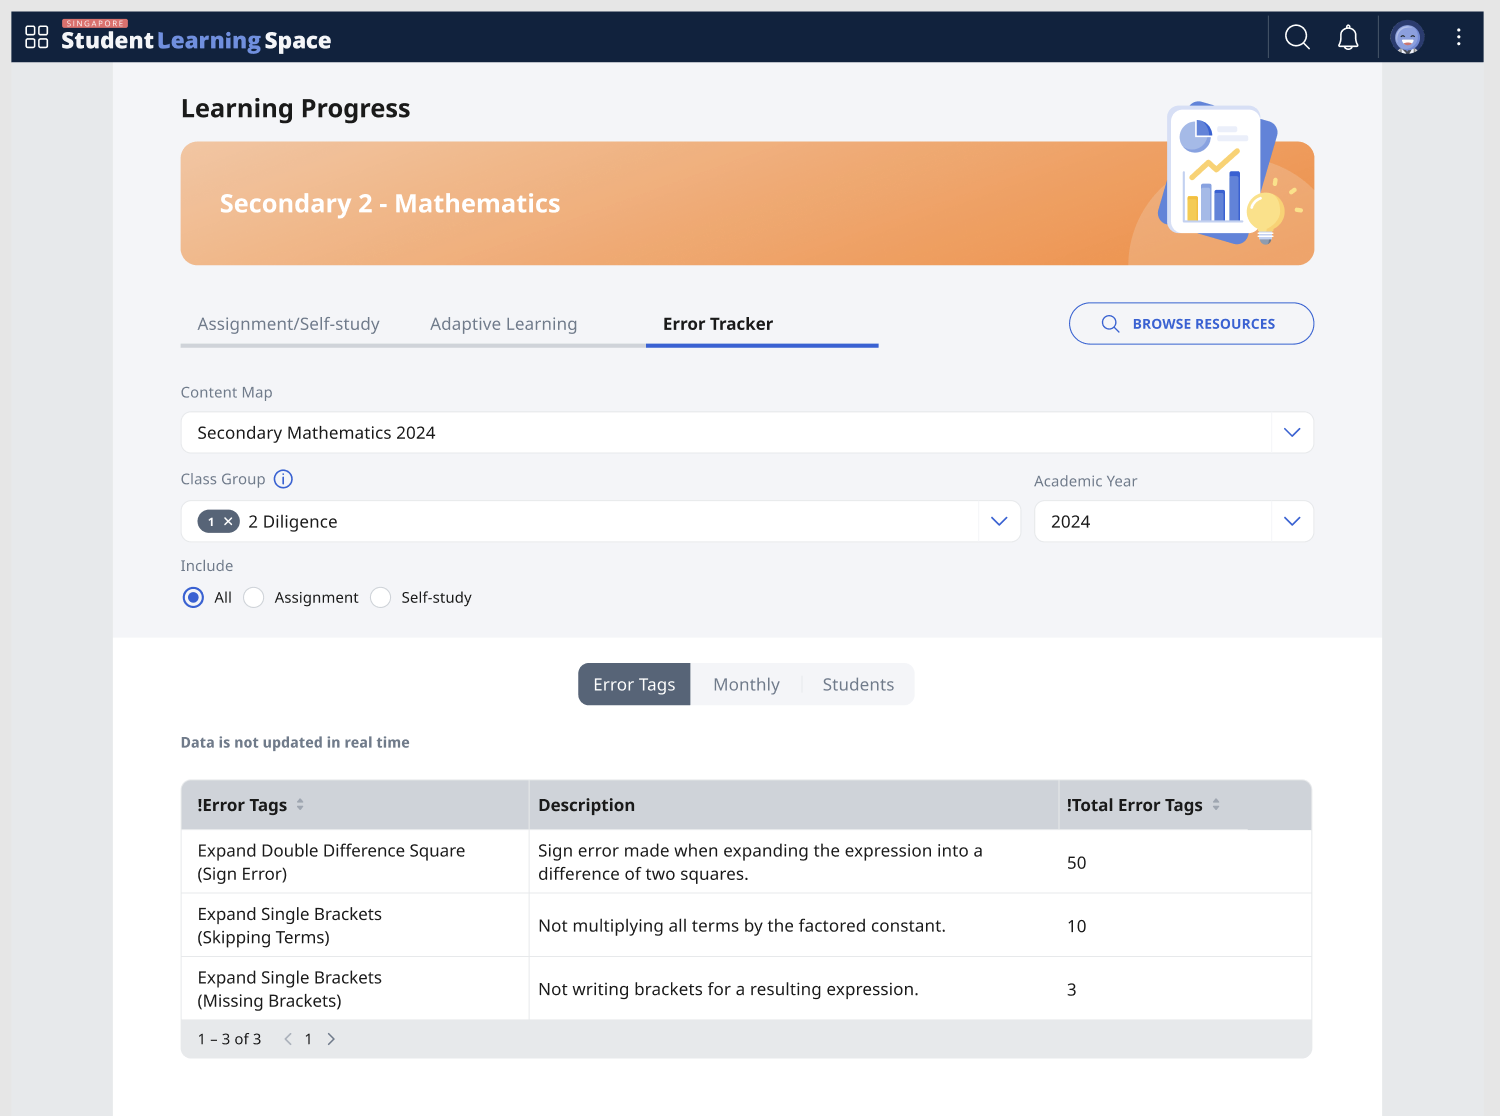 SINGAPORE
Student Learning Space
Learning Progress
Secondary 2 - Mathematics
Assignment/Self-study
Adaptive Learning
Error Tracker
BROWSE RESOURCES
Content Map
Secondary Mathematics 2024
Class Group
Academic Year
1 × 2 Diligence
2024
Include
All
Assignment
Self-study
Error Tags
Monthly
Students
Data is not updated in real time
!Error Tags
Description
!Total Error Tags
Expand Double Difference Square
(Sign Error)
Sign error made when expanding the expression into a
difference of two squares.
50
Expand Single Brackets
(Skipping Terms)
Not multiplying all terms by the factored constant.
10
Expand Single Brackets
(Missing Brackets)
Not writing brackets for a resulting expression.
3
1 – 3 of 3
1